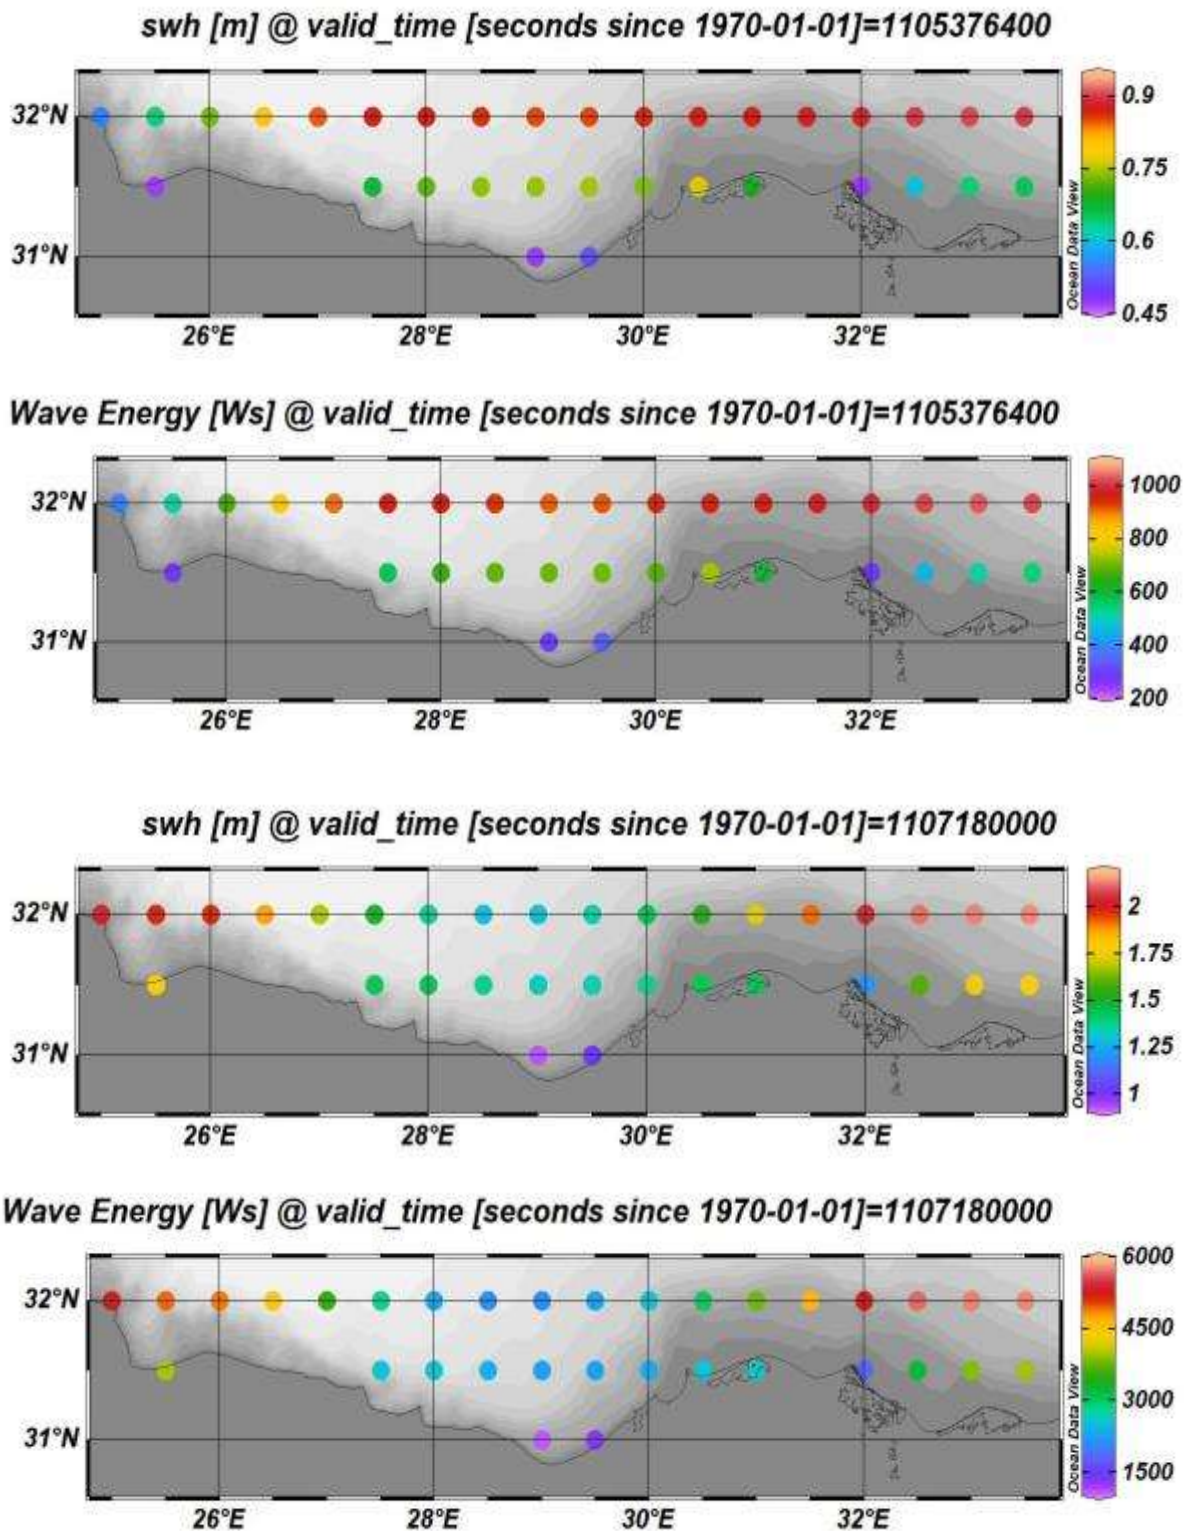 swh [m] @ valid_time [seconds since 1970-01-01]=1105376400
32°N
31°N
26°E 28°E 30°E 32°E
Ocean Data View
0.9
0.75
0.6
0.45
Wave Energy [Ws] @ valid_time [seconds since 1970-01-01]=1105376400
32°N
31°N
26°E 28°E 30°E 32°E
Ocean Data View
1000
800
600
400
200
swh [m] @ valid_time [seconds since 1970-01-01]=1107180000
32°N
31°N
26°E 28°E 30°E 32°E
Ocean Data View
2
1.75
1.5
1.25
1
Wave Energy [Ws] @ valid_time [seconds since 1970-01-01]=1107180000
32°N
31°N
26°E 28°E 30°E 32°E
Ocean Data View
6000
4500
3000
1500